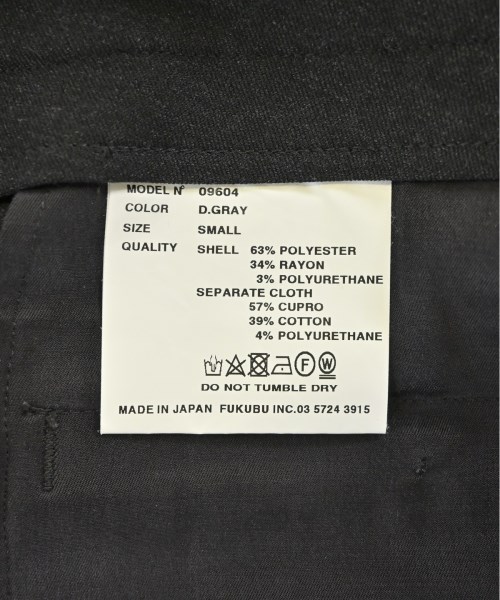 MODEL Nº 09604
COLOR D.GRAY
SIZE SMALL
QUALITY SHELL 63% POLYESTER
34% RAYON
3% POLYURETHANE
SEPARATE CLOTH
57% CUPRO
39% COTTON
4% POLYURETHANE
F W
DO NOT TUMBLE DRY
MADE IN JAPAN FUKUBU INC.03 5724 3915